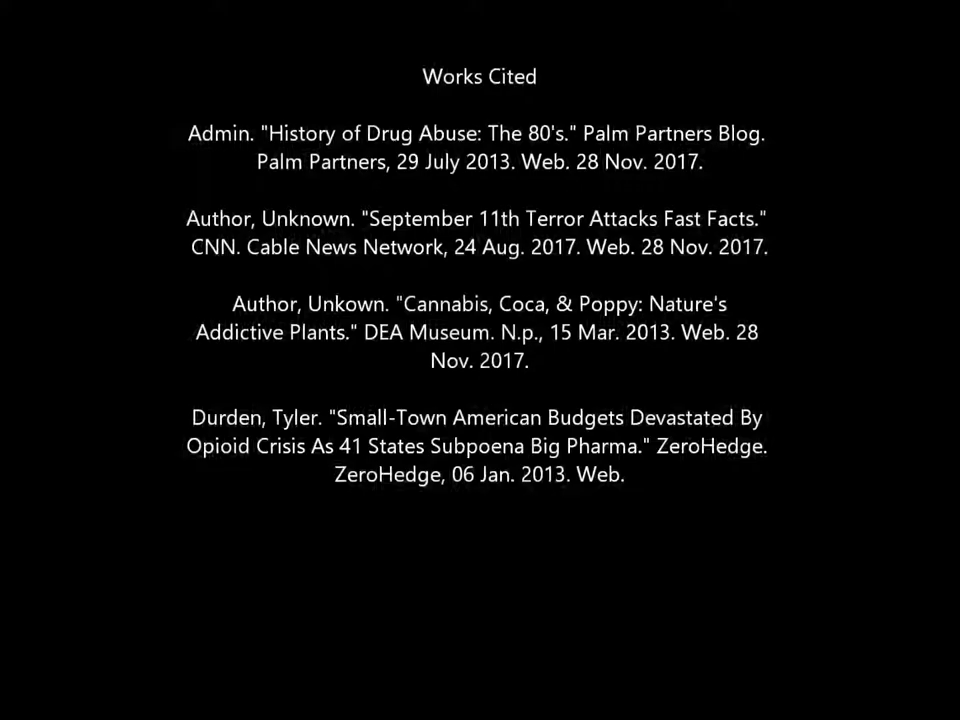 Works Cited
Admin. "History of Drug Abuse: The 80's." Palm Partners Blog.
Palm Partners, 29 July 2013. Web. 28 Nov. 2017.
Author, Unknown. "September 11th Terror Attacks Fast Facts."
CNN. Cable News Network, 24 Aug. 2017. Web. 28 Nov. 2017.
Author, Unkown. "Cannabis, Coca, & Poppy: Nature's
Addictive Plants." DEA Museum. N.p., 15 Mar. 2013. Web. 28
Nov. 2017.
Durden, Tyler. "Small-Town American Budgets Devastated By
Opioid Crisis As 41 States Subpoena Big Pharma." ZeroHedge.
ZeroHedge, 06 Jan. 2013. Web.